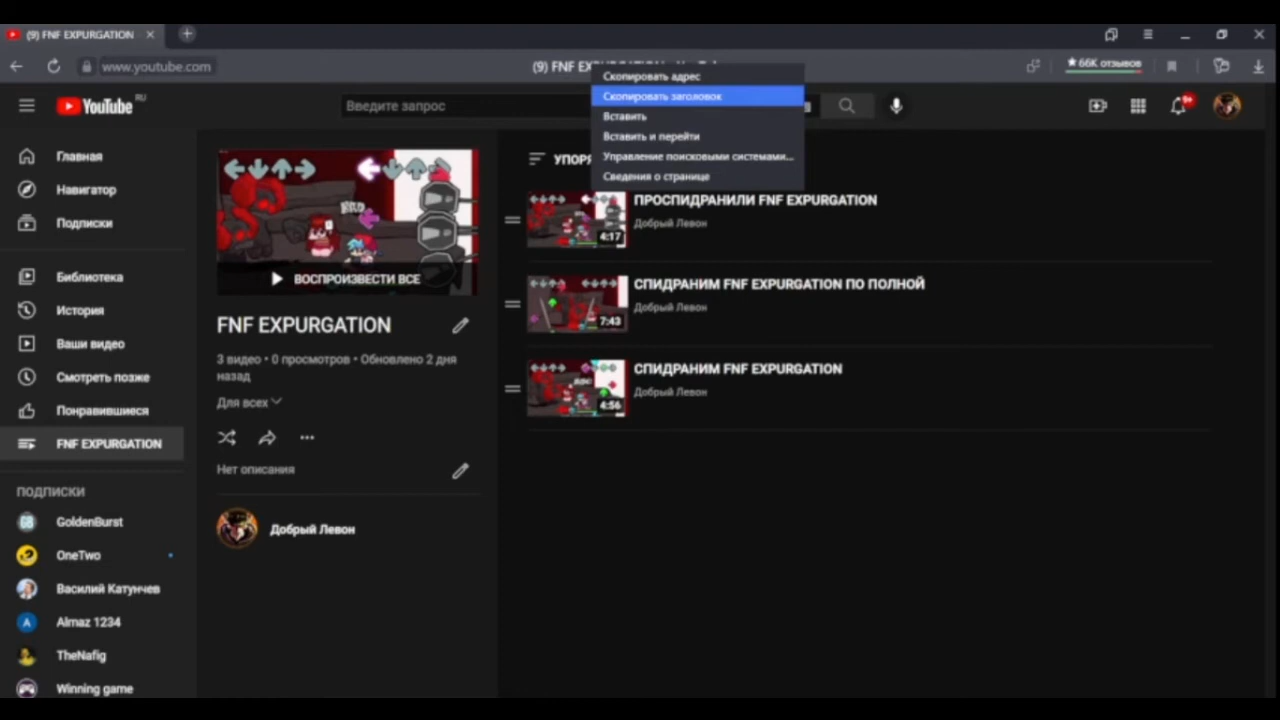 (9) FNF EXPURGATION
www.youtube.com
(9) FNF
66K отзывов
Скопировать адрес
Скопировать заголовок
Вставить
Вставить и перейти
Управление поисковыми системами...
Сведения о странице
YouTube RU
Введите запрос
9+
Главная
Навигатор
Подписки
Библиотека
История
Ваши видео
Смотреть позже
Понравившиеся
FNF EXPURGATION
ПОДПИСКИ
GoldenBurst
OneTwo
Василий Катунчев
A
Almaz 1234
TheNafig
Winning game
ВОСПРОИЗВЕСТИ ВСЕ
FNF EXPURGATION
3 видео • 0 просмотров • Обновлено 2 дня
назад
Для всех
Нет описания
Добрый Левон
УПОРЯ
ПРОСПИДРАНИЛИ FNF EXPURGATION
Добрый Левон
4:17
СПИДРАНИМ FNF EXPURGATION ПО ПОЛНОЙ
Добрый Левон
7:43
СПИДРАНИМ FNF EXPURGATION
Добрый Левон
4:56